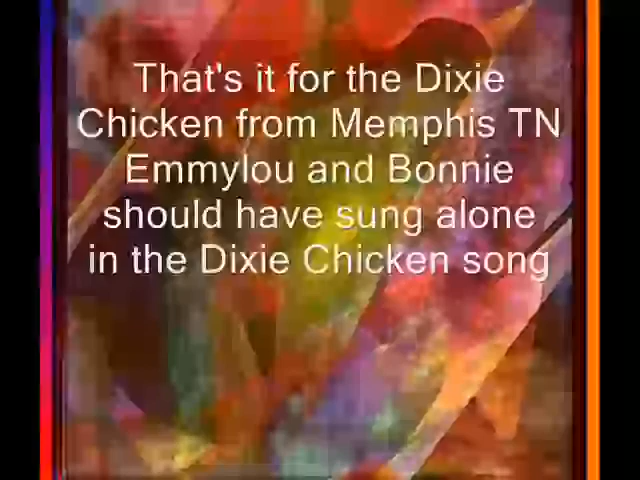 That's it for the Dixie
Chicken from Memphis TN
Emmylou and Bonnie
should have sung alone
in the Dixie Chicken song